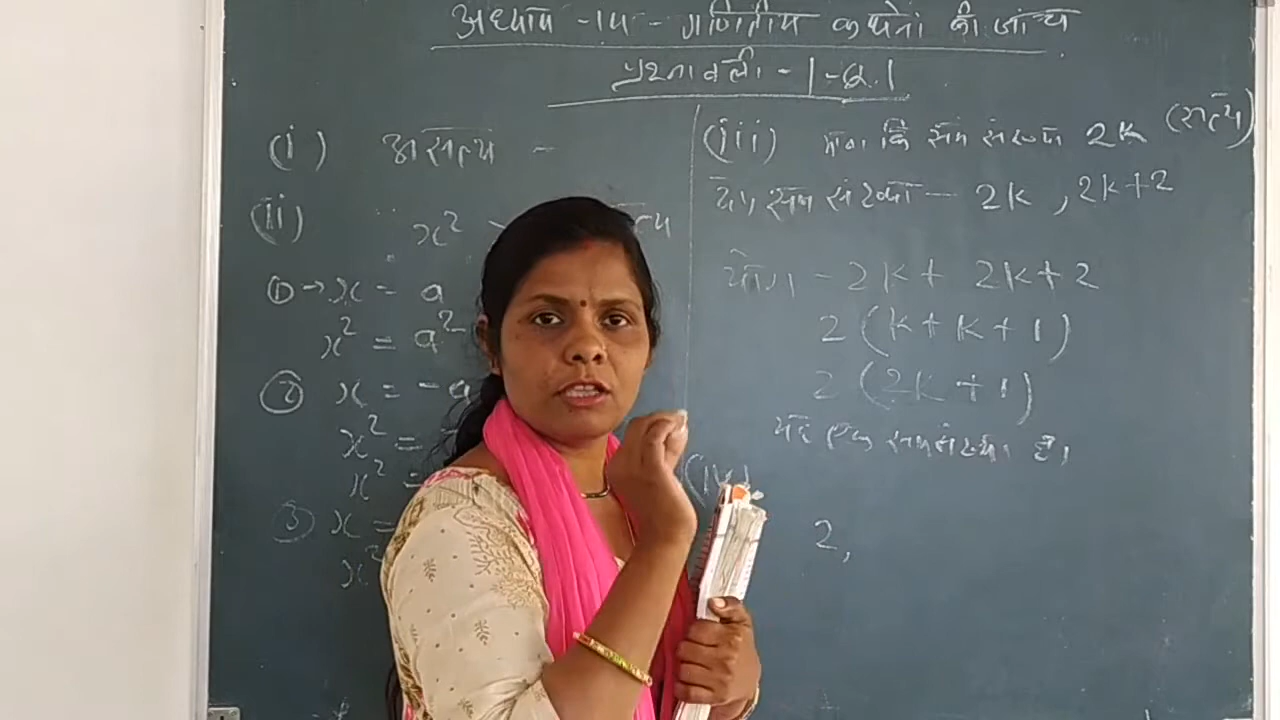 अध्याय -14 - गणितीय कथनों की जांच
प्रश्नावली - 1-Q.1
(i) असत्य -
(ii) x²
① → x = a
x² = a²
② x = -a
x² =
x² =
③ x =
x²
(iii) माना कि सम संख्या 2k (सत्य)
दो सम संख्या - 2k , 2k+2
योग - 2k + 2k+2
2 (k+k+1)
2 (2k+1)
यह एक सम संख्या है।
(iv)
2,